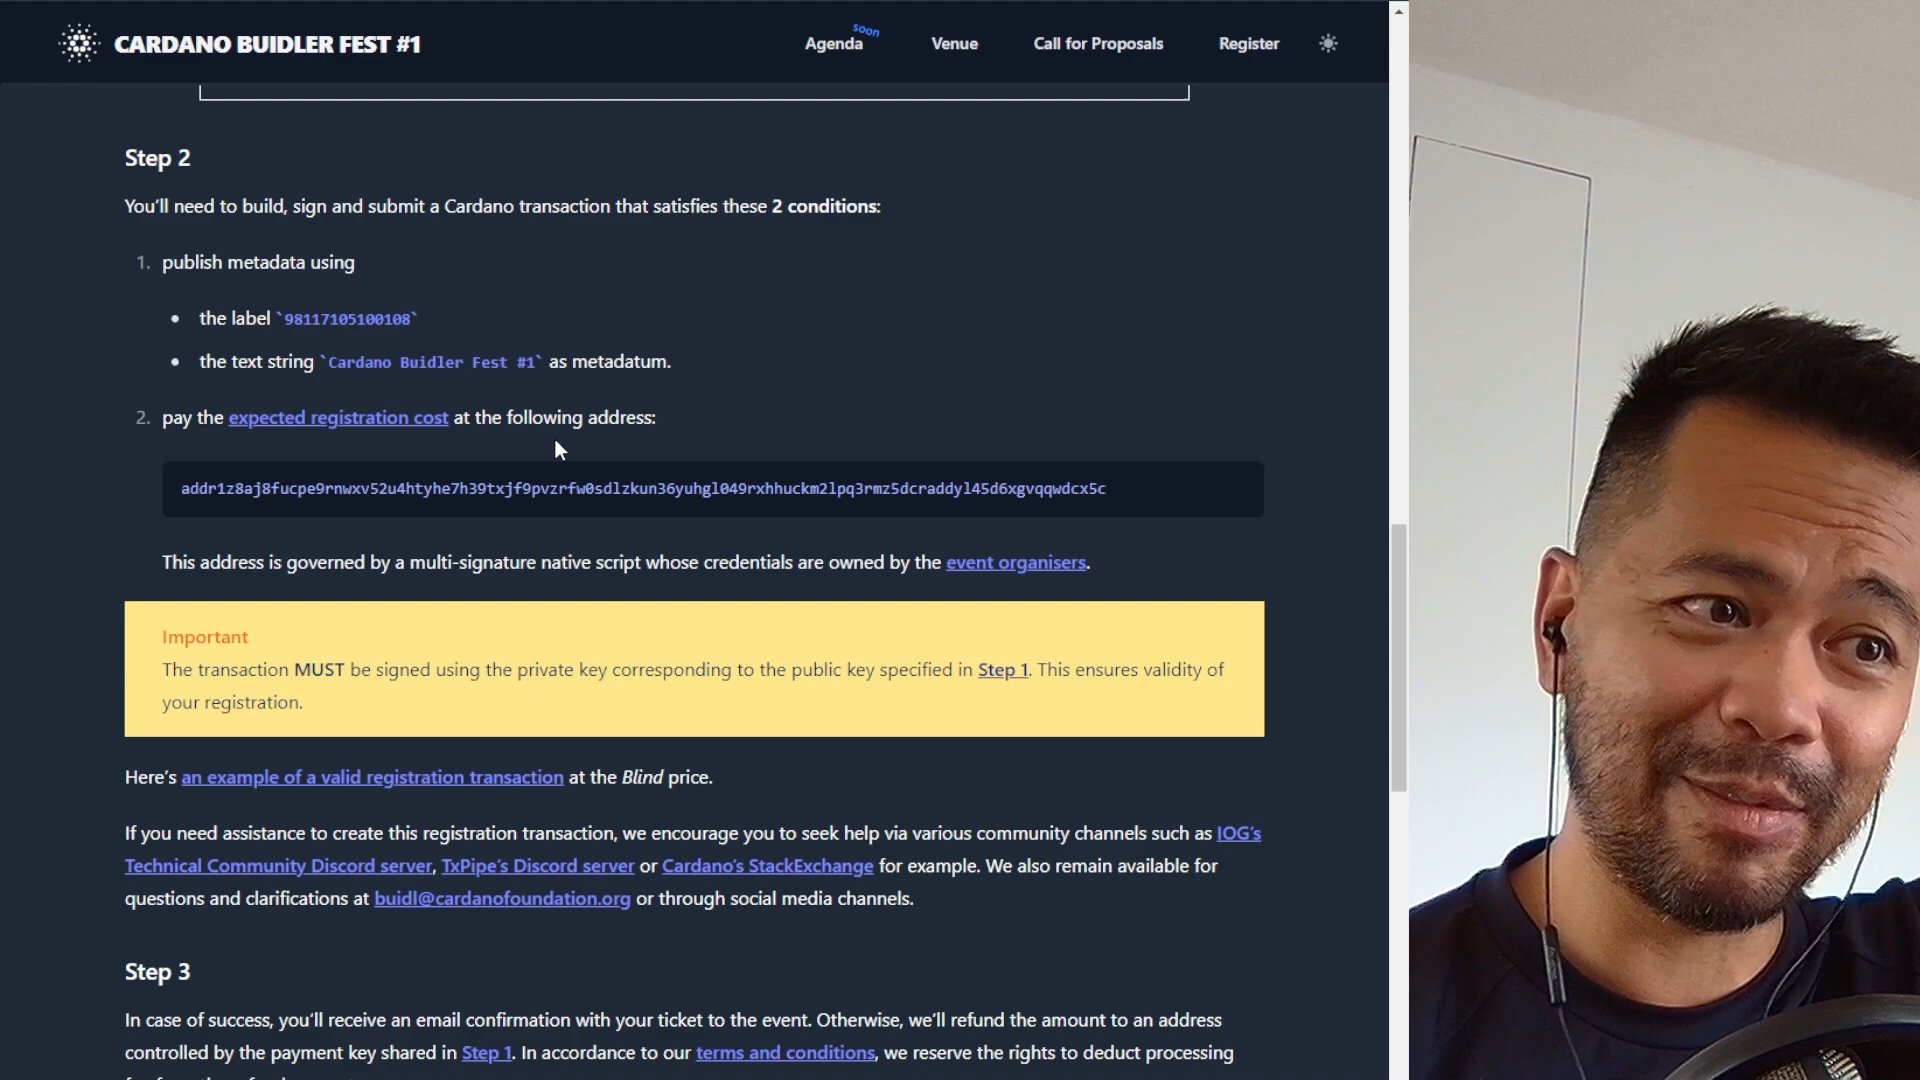 CARDANO BUIDLER FEST #1
Agenda soon Venue Call for Proposals Register
Step 2
You'll need to build, sign and submit a Cardano transaction that satisfies these 2 conditions:
1. publish metadata using
• the label `98117105100108`
• the text string `Cardano Buidler Fest #1` as metadatum.
2. pay the expected registration cost at the following address:
addr1z8aj8fucpe9rnwxv52u4htyhe7h39txjf9pvzrfw0sdlzkun36yuhgl049rxhhuckm2lpq3rmz5dcraddyl45d6xgvqqwdcx5c
This address is governed by a multi-signature native script whose credentials are owned by the event organisers.
Important
The transaction MUST be signed using the private key corresponding to the public key specified in Step 1. This ensures validity of
your registration.
Here's an example of a valid registration transaction at the Blind price.
If you need assistance to create this registration transaction, we encourage you to seek help via various community channels such as IOG's
Technical Community Discord server, TxPipe's Discord server or Cardano's StackExchange for example. We also remain available for
questions and clarifications at buidl@cardanofoundation.org or through social media channels.
Step 3
In case of success, you'll receive an email confirmation with your ticket to the event. Otherwise, we'll refund the amount to an address
controlled by the payment key shared in Step 1. In accordance to our terms and conditions, we reserve the rights to deduct processing